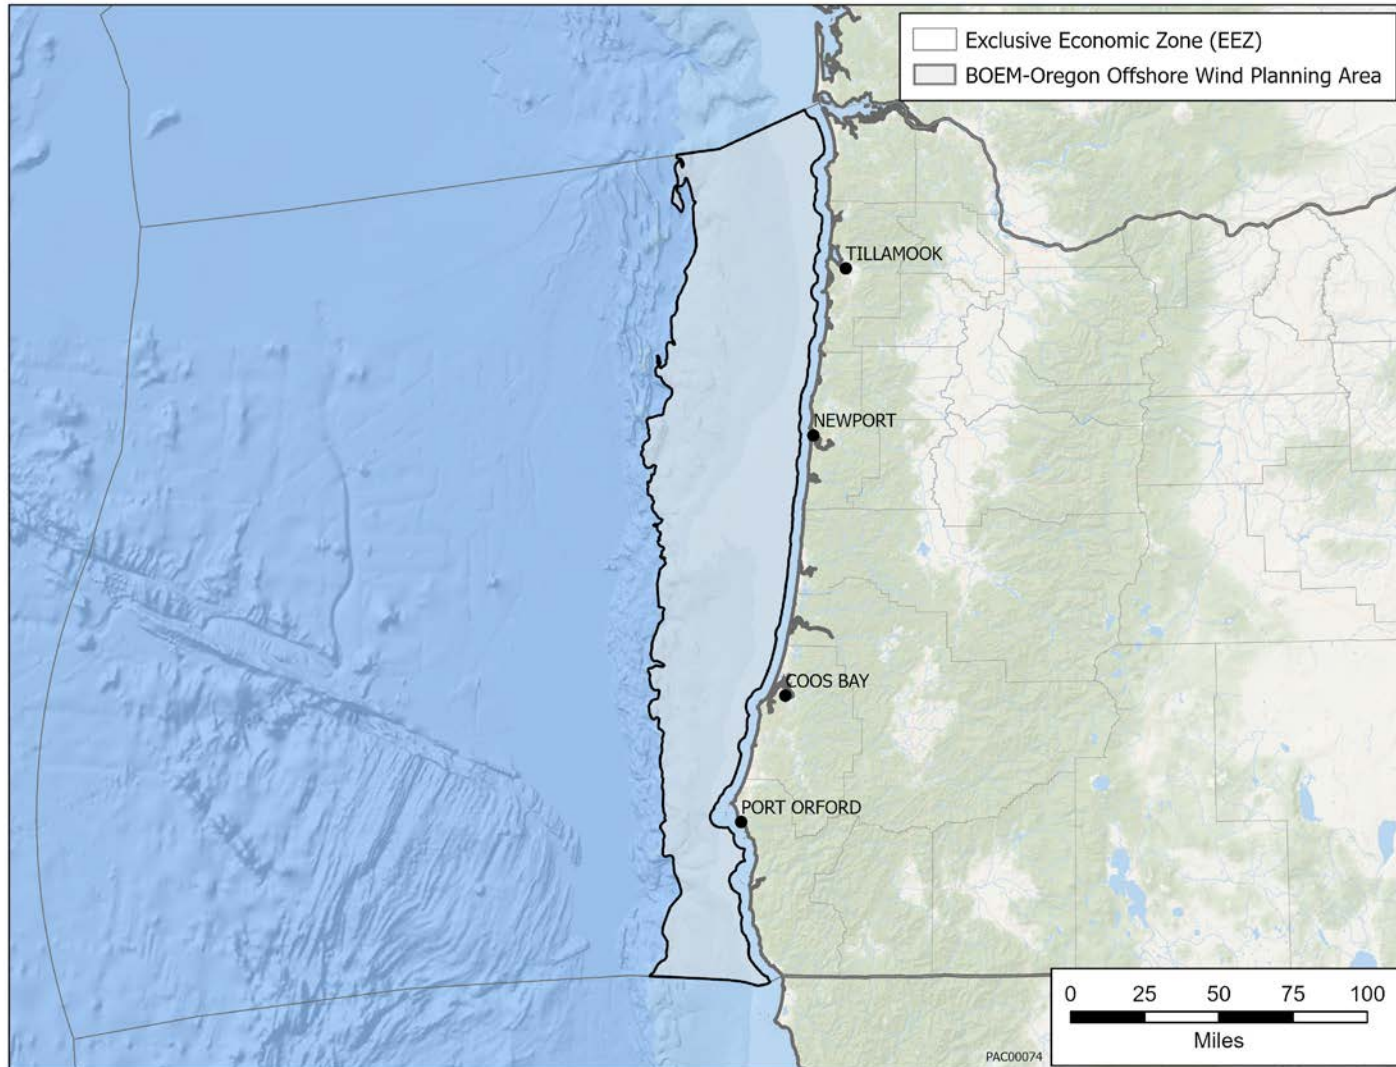 Exclusive Economic Zone (EEZ)
BOEM-Oregon Offshore Wind Planning Area
TILLAMOOK
NEWPORT
COOS BAY
PORT ORFORD
0 25 50 75 100
Miles
PAC00074